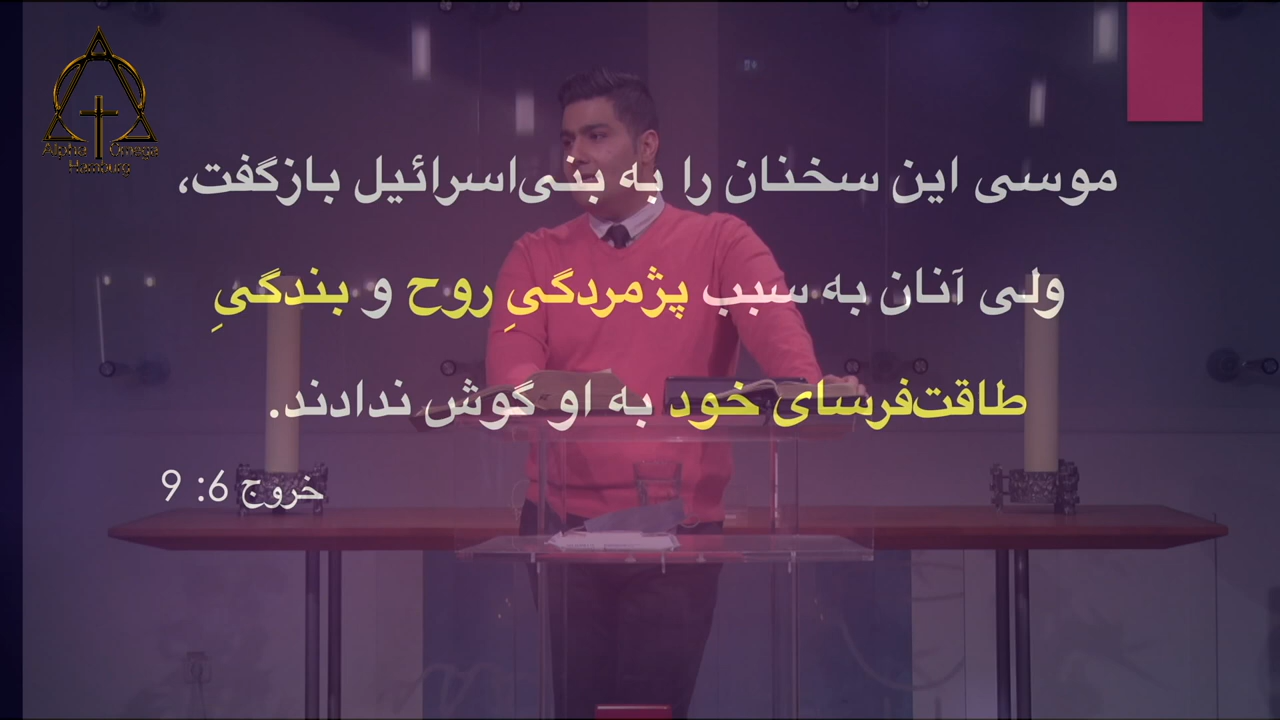 Alpha Omega
Hamburg
موسی این سخنان را به بنی‌اسرائیل بازگفت،
ولی آنان به سبب پژمردگیِ روح و بندگیِ
طاقت‌فرسای خود به او گوش ندادند.
خروج 6: 9